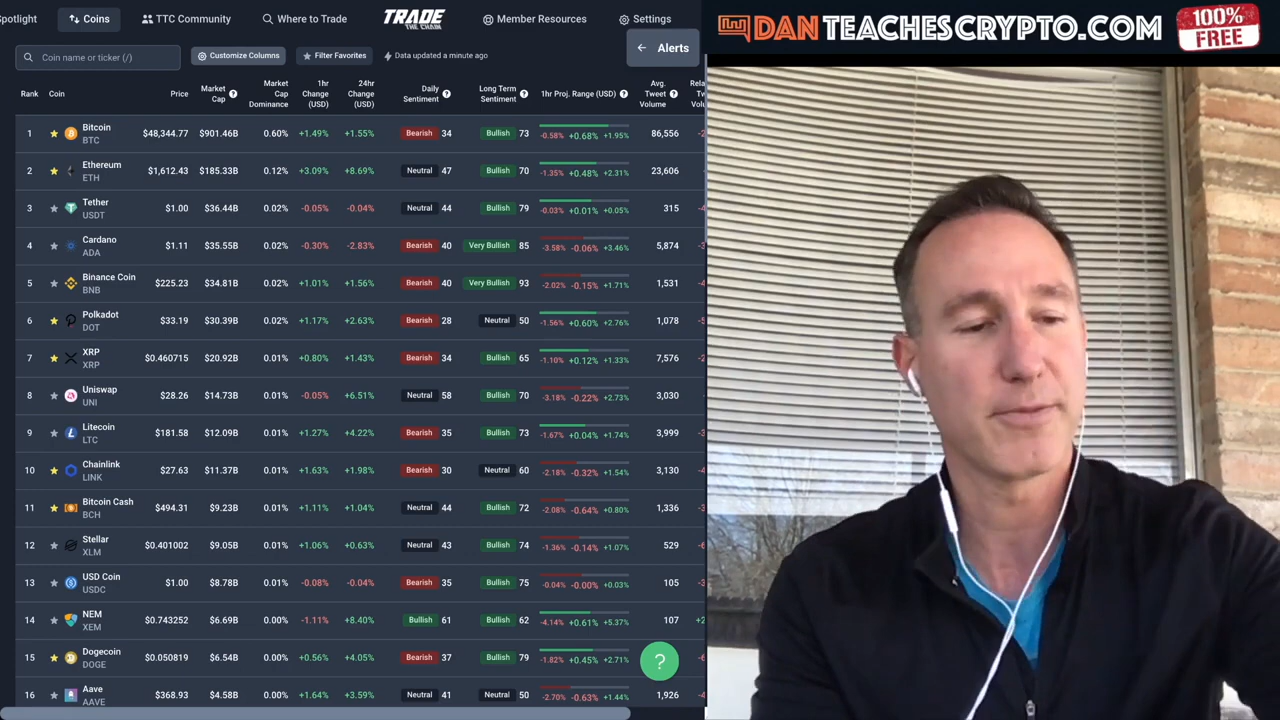 Spotlight
Coins
TTC Community
Where to Trade
TRADE THE CHAIN
Member Resources
Settings
DANTEACHESCRYPTO.COM
100% FREE
Coin name or ticker (/)
Customize Columns
Filter Favorites
Data updated a minute ago
Alerts
Rank Coin Price Market Cap ? Market Cap Dominance 1hr Change (USD) 24hr Change (USD) Daily Sentiment ? Long Term Sentiment ? 1hr Proj. Range (USD) ? Avg. Tweet Volume ?
1 Bitcoin BTC $48,344.77 $901.46B 0.60% +1.49% +1.55% Bearish 34 Bullish 73 -0.58% +0.68% +1.95% 86,556
2 Ethereum ETH $1,612.43 $185.33B 0.12% +3.09% +8.69% Neutral 47 Bullish 70 -1.35% +0.48% +2.31% 23,606
3 Tether USDT $1.00 $36.44B 0.02% -0.05% -0.04% Neutral 44 Bullish 79 -0.03% +0.01% +0.05% 315
4 Cardano ADA $1.11 $35.55B 0.02% -0.30% -2.83% Bearish 40 Very Bullish 85 -3.58% -0.06% +3.46% 5,874
5 Binance Coin BNB $225.23 $34.81B 0.02% +1.01% +1.56% Bearish 40 Very Bullish 93 -2.02% -0.15% +1.71% 1,531
6 Polkadot DOT $33.19 $30.39B 0.02% +1.17% +2.63% Bearish 28 Neutral 50 -1.56% +0.60% +2.76% 1,078
7 XRP XRP $0.460715 $20.92B 0.01% +0.80% +1.43% Bearish 34 Bullish 65 -1.10% +0.12% +1.33% 7,576
8 Uniswap UNI $28.26 $14.73B 0.01% -0.05% +6.51% Neutral 58 Bullish 70 -3.18% -0.22% +2.73% 3,030
9 Litecoin LTC $181.58 $12.06B 0.01% +1.27% +4.22% Bearish 35 Bullish 73 -1.67% +0.04% +1.74% 3,999
10 Chainlink LINK $27.63 $11.37B 0.01% +1.63% +1.98% Bearish 30 Neutral 60 -2.18% -0.32% +1.54% 3,130
11 Bitcoin Cash BCH $494.31 $9.23B 0.01% +1.11% +1.04% Neutral 44 Bullish 72 -2.08% -0.64% +0.80% 1,336
12 Stellar XLM $0.401002 $9.05B 0.01% +1.06% +0.63% Neutral 43 Bullish 74 -1.36% -0.14% +1.07% 529
13 USD Coin USDC $1.00 $8.78B 0.01% -0.08% -0.04% Bearish 35 Bullish 75 -0.04% -0.00% +0.03% 105
14 NEM XEM $0.743252 $6.69B 0.00% -1.11% +8.40% Bullish 61 Bullish 62 -4.14% +0.61% +5.37% 107
15 Dogecoin DOGE $0.050819 $6.54B 0.00% +0.56% +4.05% Bearish 37 Bullish 79 -1.82% +0.45% +2.71%
?
16 Aave AAVE $368.93 $4.58B 0.00% +1.64% +3.59% Neutral 41 Neutral 50 -2.70% -0.63% +1.44% 1,926